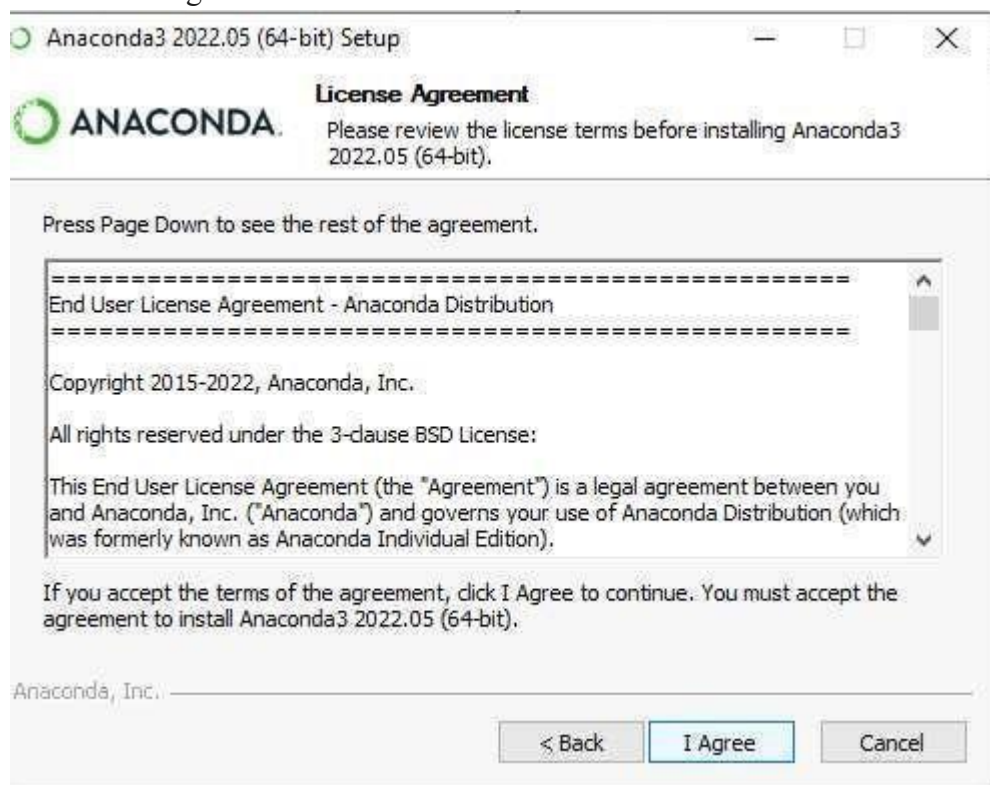 Anaconda3 2022.05 (64-bit) Setup
ANACONDA.
License Agreement
Please review the license terms before installing Anaconda3
2022.05 (64-bit).
Press Page Down to see the rest of the agreement.
==================================================
End User License Agreement - Anaconda Distribution
==================================================
Copyright 2015-2022, Anaconda, Inc.
All rights reserved under the 3-clause BSD License:
This End User License Agreement (the "Agreement") is a legal agreement between you
and Anaconda, Inc. ("Anaconda") and governs your use of Anaconda Distribution (which
was formerly known as Anaconda Individual Edition).
If you accept the terms of the agreement, click I Agree to continue. You must accept the
agreement to install Anaconda3 2022.05 (64-bit).
Anaconda, Inc.
< Back
I Agree
Cancel